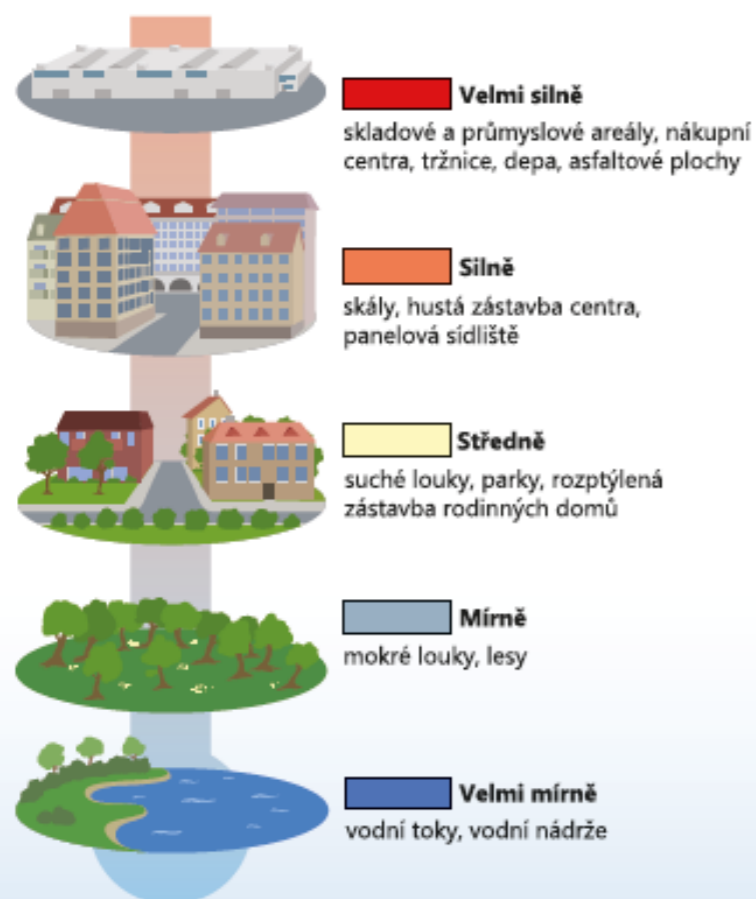 Velmi silně
skladové a průmyslové areály, nákupní
centra, tržnice, depa, asfaltové plochy
Silně
skály, hustá zástavba centra,
panelová sídliště
Středně
suché louky, parky, rozptýlená
zástavba rodinných domů
Mírně
mokré louky, lesy
Velmi mírně
vodní toky, vodní nádrže